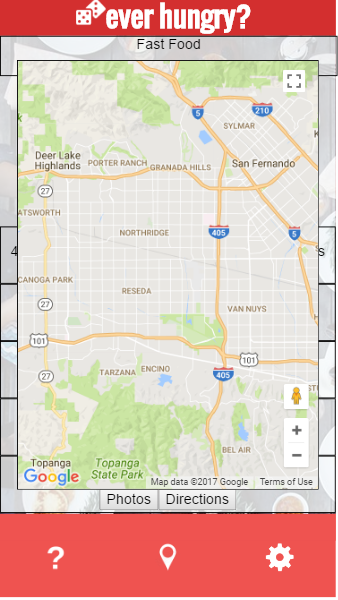 ever hungry?
Fast Food
5
210
SYLMAR
Deer Lake
Highlands
PORTER RANCH
GRANADA HILLS
San Fernando
27
ATSWORTH
NORTHRIDGE
405
5
4
s
CANOGA PARK
RESEDA
27
VAN NUYS
101
101
TARZANA
ENCINO
27
405
ST
+
−
BEL AIR
Topanga
Topanga
State Park
Google
Map data ©2017 Google
Terms of Use
Photos
Directions
?